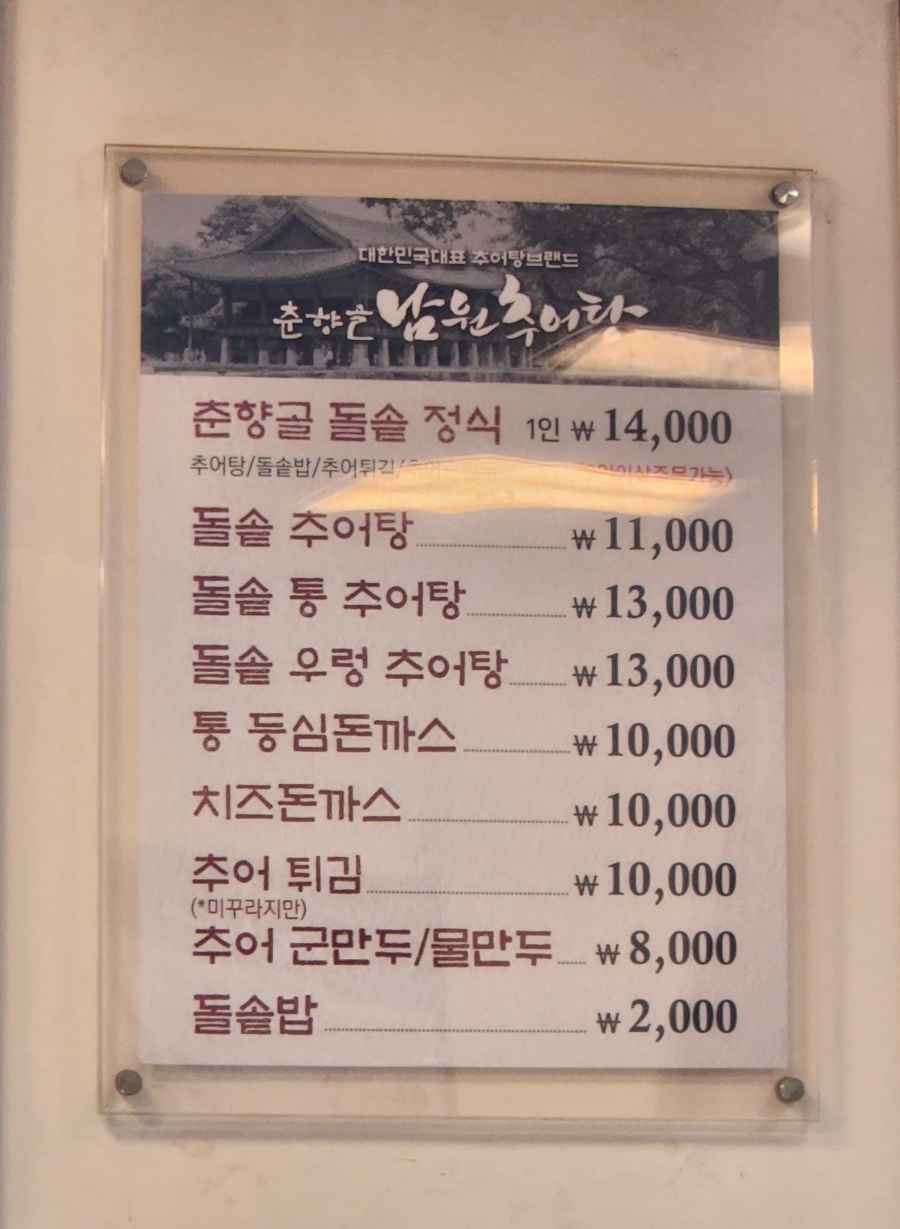 대한민국대표 추어탕브랜드
춘향골 남원추어탕
춘향골 돌솥 정식 1인 ₩14,000
추어탕/돌솥밥/추어튀김/
돌솥 추어탕 ₩11,000
돌솥 통 추어탕 ₩13,000
돌솥 우렁 추어탕 ₩13,000
통 등심돈까스 ₩10,000
치즈돈까스 ₩10,000
추어 튀김 ₩10,000
(*미꾸라지만)
추어 군만두/물만두 ₩8,000
돌솥밥 ₩2,000